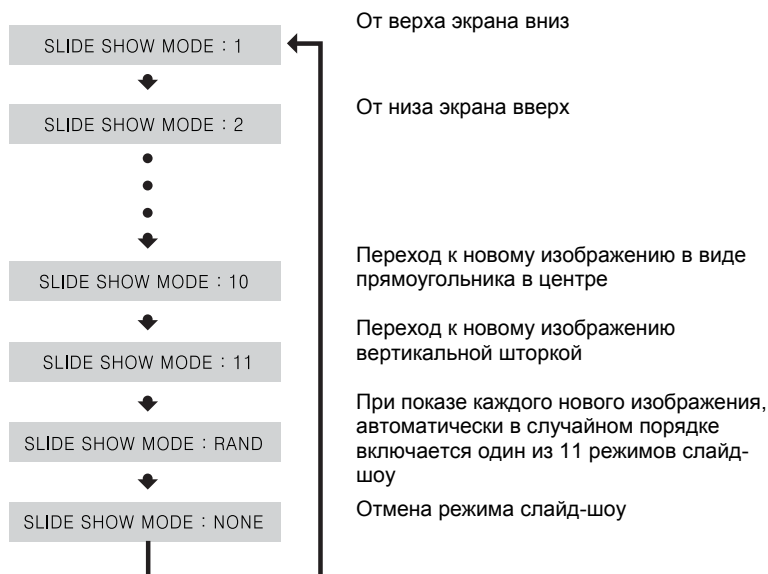 SLIDE SHOW MODE : 1
От верха экрана вниз
SLIDE SHOW MODE : 2
От низа экрана вверх
SLIDE SHOW MODE : 10
Переход к новому изображению в виде
прямоугольника в центре
SLIDE SHOW MODE : 11
Переход к новому изображению
вертикальной шторкой
SLIDE SHOW MODE : RAND
При показе каждого нового изображения,
автоматически в случайном порядке
включается один из 11 режимов слайд-
шоу
SLIDE SHOW MODE : NONE
Отмена режима слайд-шоу